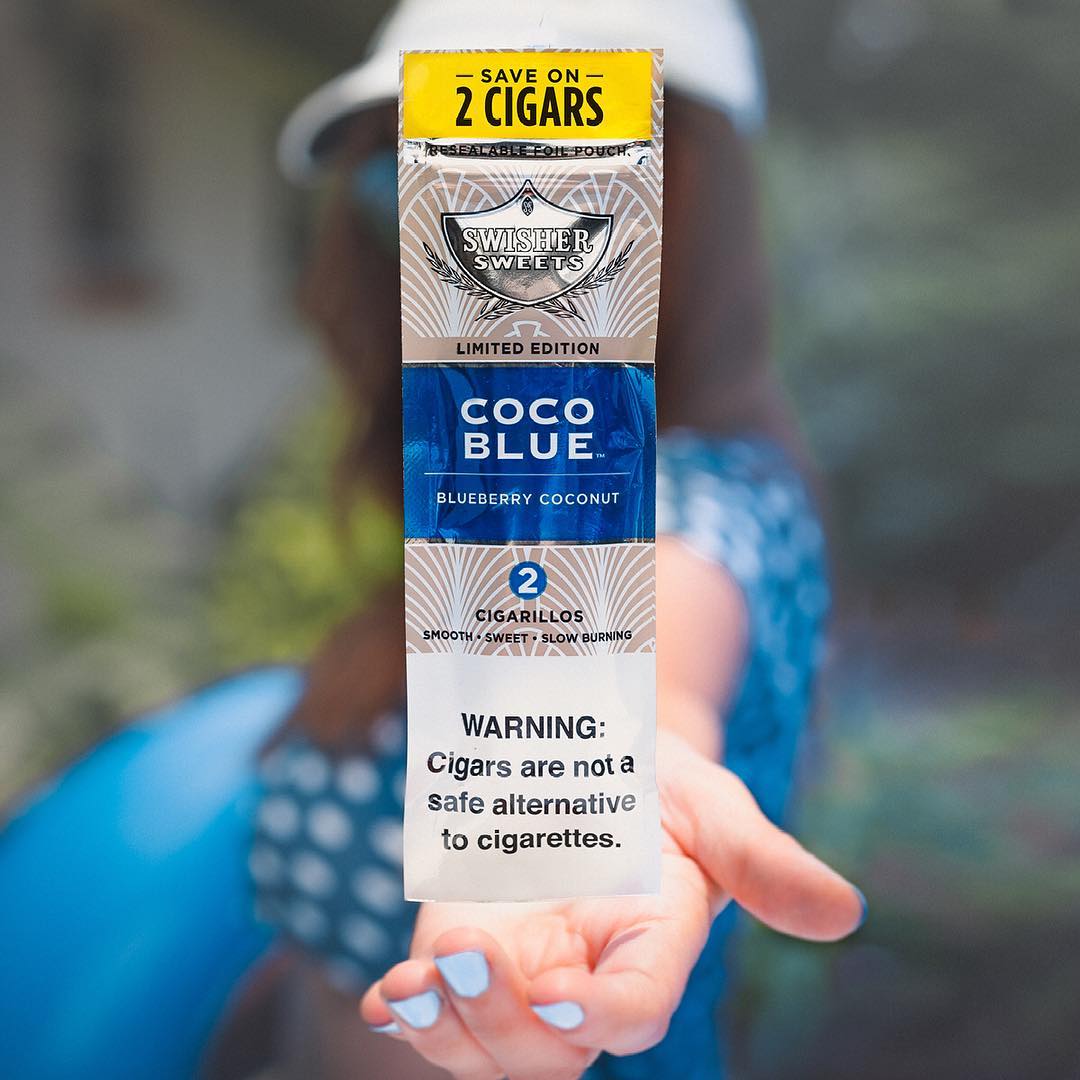 — SAVE ON —
2 CIGARS
RESEALABLE FOIL POUCH
SWISHER
SWEETS
LIMITED EDITION
COCO
BLUE™
BLUEBERRY COCONUT
2
CIGARILLOS
SMOOTH • SWEET • SLOW BURNING
WARNING:
Cigars are not a
safe alternative
to cigarettes.